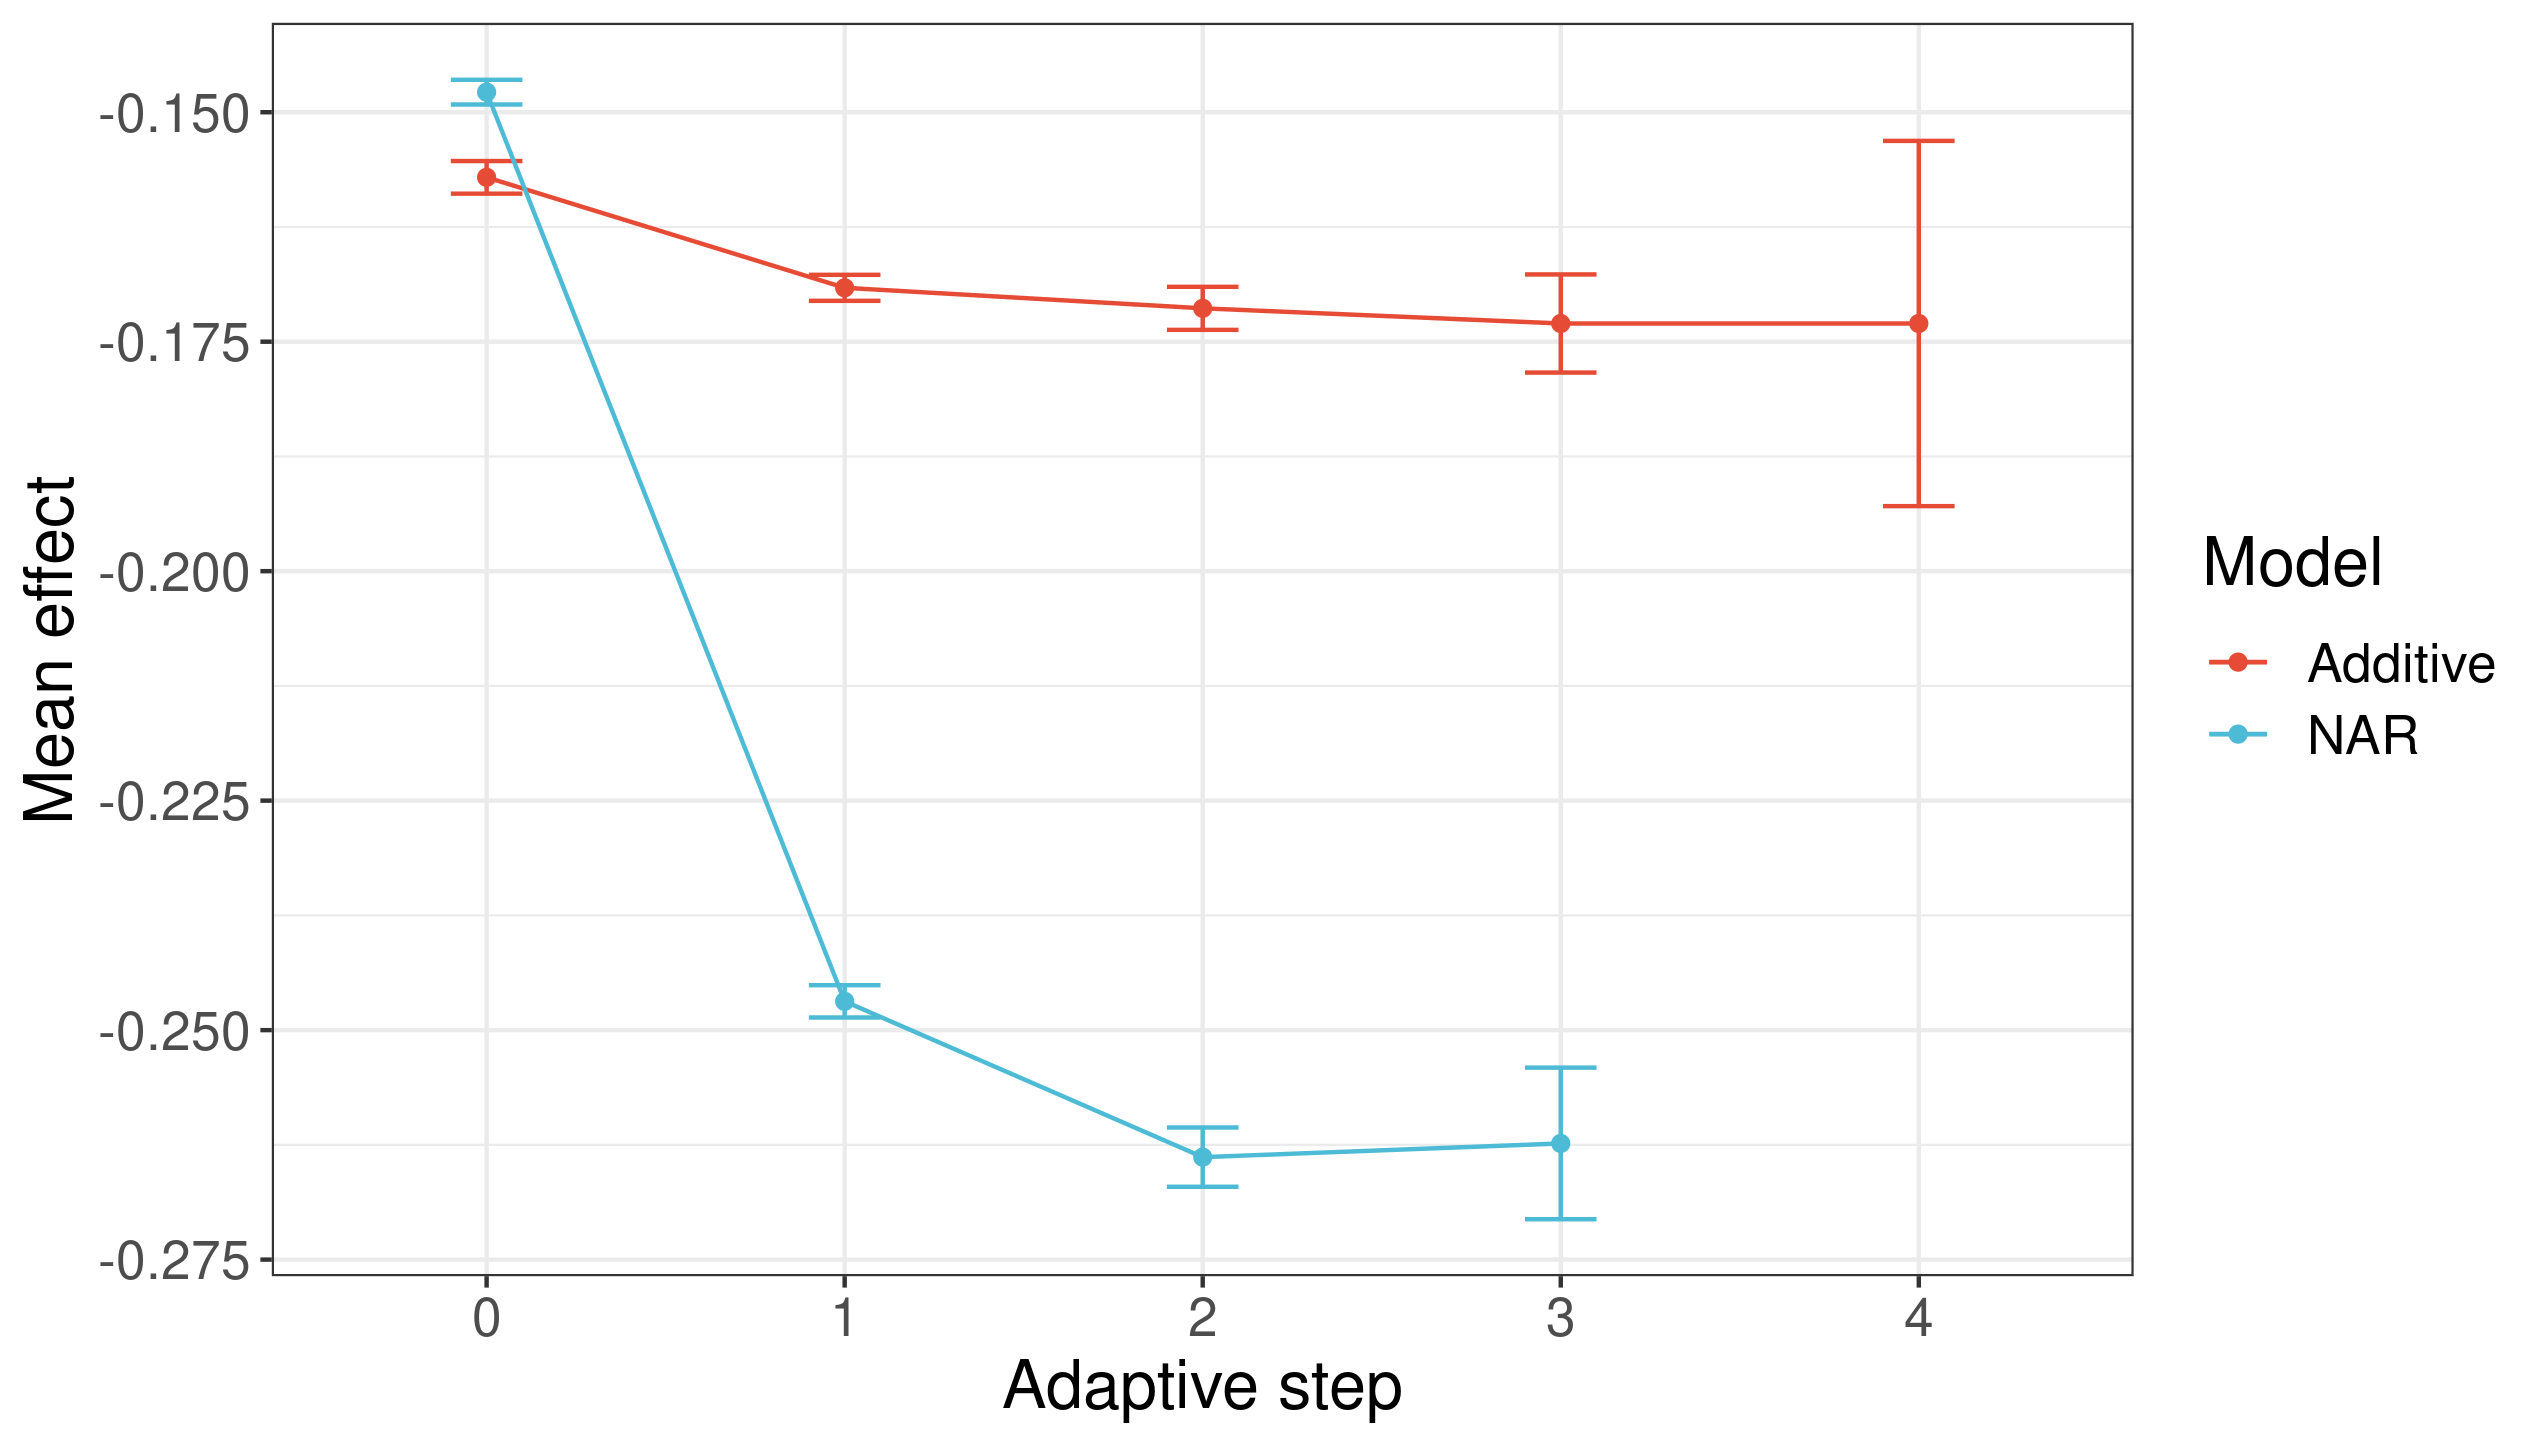 Mean effect
-0.150
-0.175
-0.200
-0.225
-0.250
-0.275
0 1 2 3 4
Adaptive step
Model
Additive
NAR